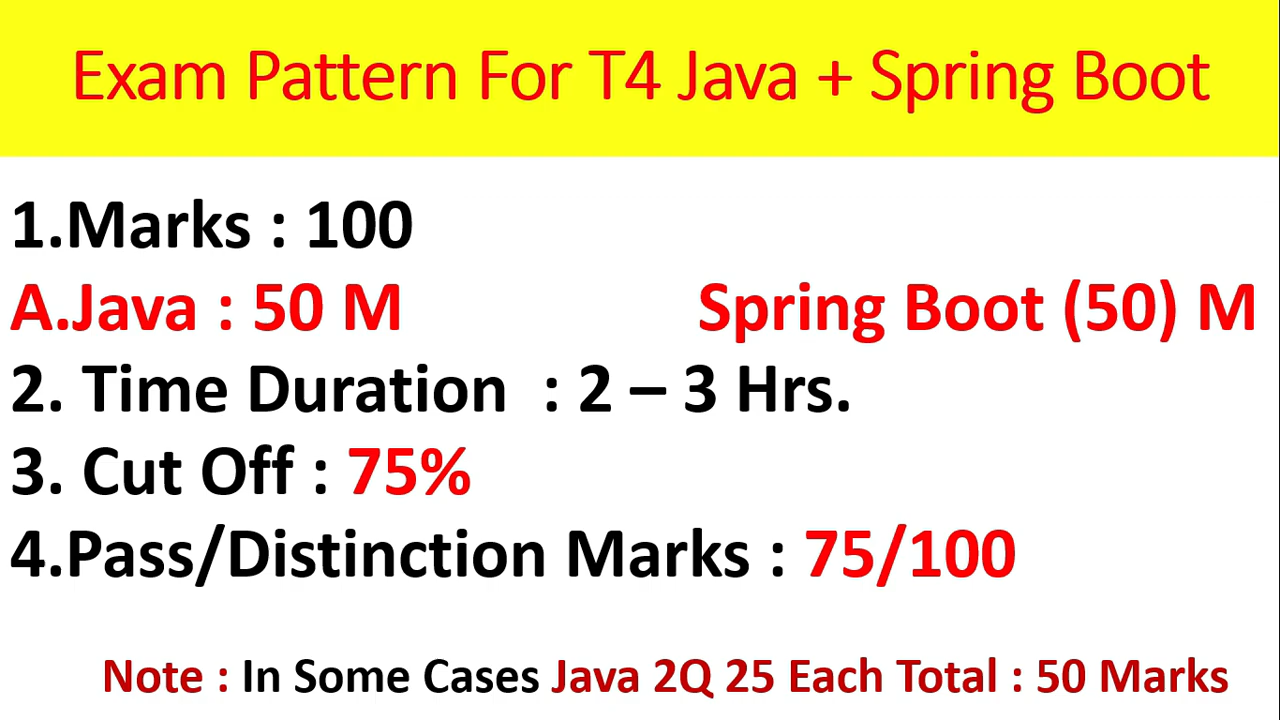 Exam Pattern For T4 Java + Spring Boot
1.Marks : 100
A.Java : 50 M Spring Boot (50) M
2. Time Duration : 2 – 3 Hrs.
3. Cut Off : 75%
4.Pass/Distinction Marks : 75/100
Note : In Some Cases Java 2Q 25 Each Total : 50 Marks